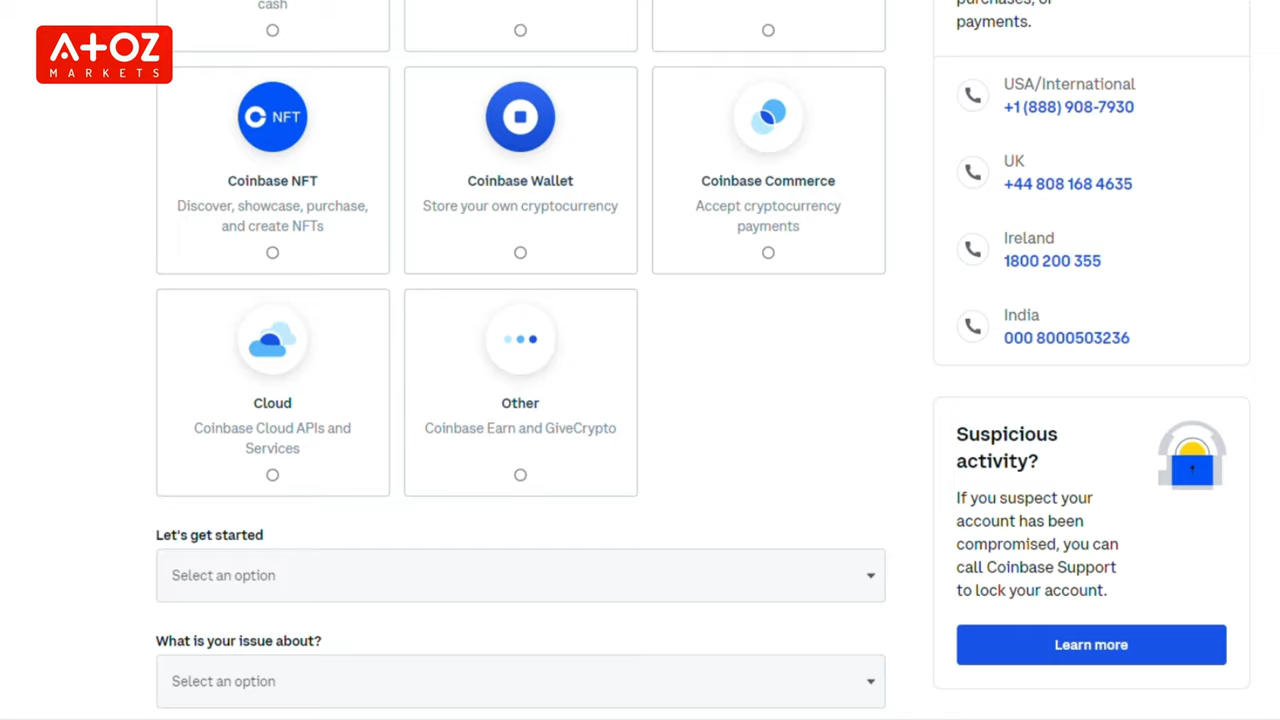 cash
purchases, or
payments.
A+OZ
MARKETS
NFT
Coinbase NFT
Discover, showcase, purchase,
and create NFTs
Coinbase Wallet
Store your own cryptocurrency
Coinbase Commerce
Accept cryptocurrency
payments
Cloud
Coinbase Cloud APIs and
Services
Other
Coinbase Earn and GiveCrypto
Let's get started
Select an option
What is your issue about?
Select an option
USA/International
+1 (888) 908-7930
UK
+44 808 168 4635
Ireland
1800 200 355
India
000 8000503236
Suspicious
activity?
If you suspect your
account has been
compromised, you can
call Coinbase Support
to lock your account.
Learn more